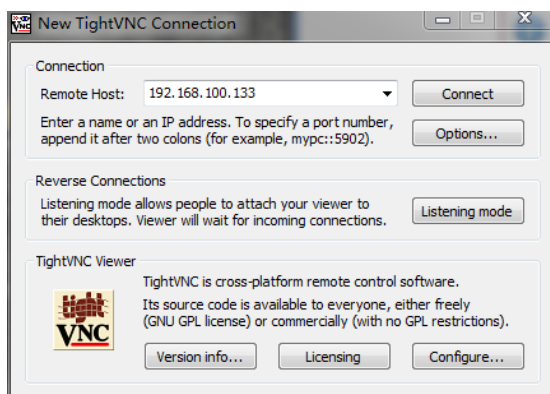 New TightVNC Connection
Connection
Remote Host: 192.168.100.133
Connect
Enter a name or an IP address. To specify a port number,
append it after two colons (for example, mypc::5902).
Options...
Reverse Connections
Listening mode allows people to attach your viewer to
their desktops. Viewer will wait for incoming connections.
Listening mode
TightVNC Viewer
TightVNC is cross-platform remote control software.
Its source code is available to everyone, either freely
(GNU GPL license) or commercially (with no GPL restrictions).
tight
VNC
Version info...
Licensing
Configure...